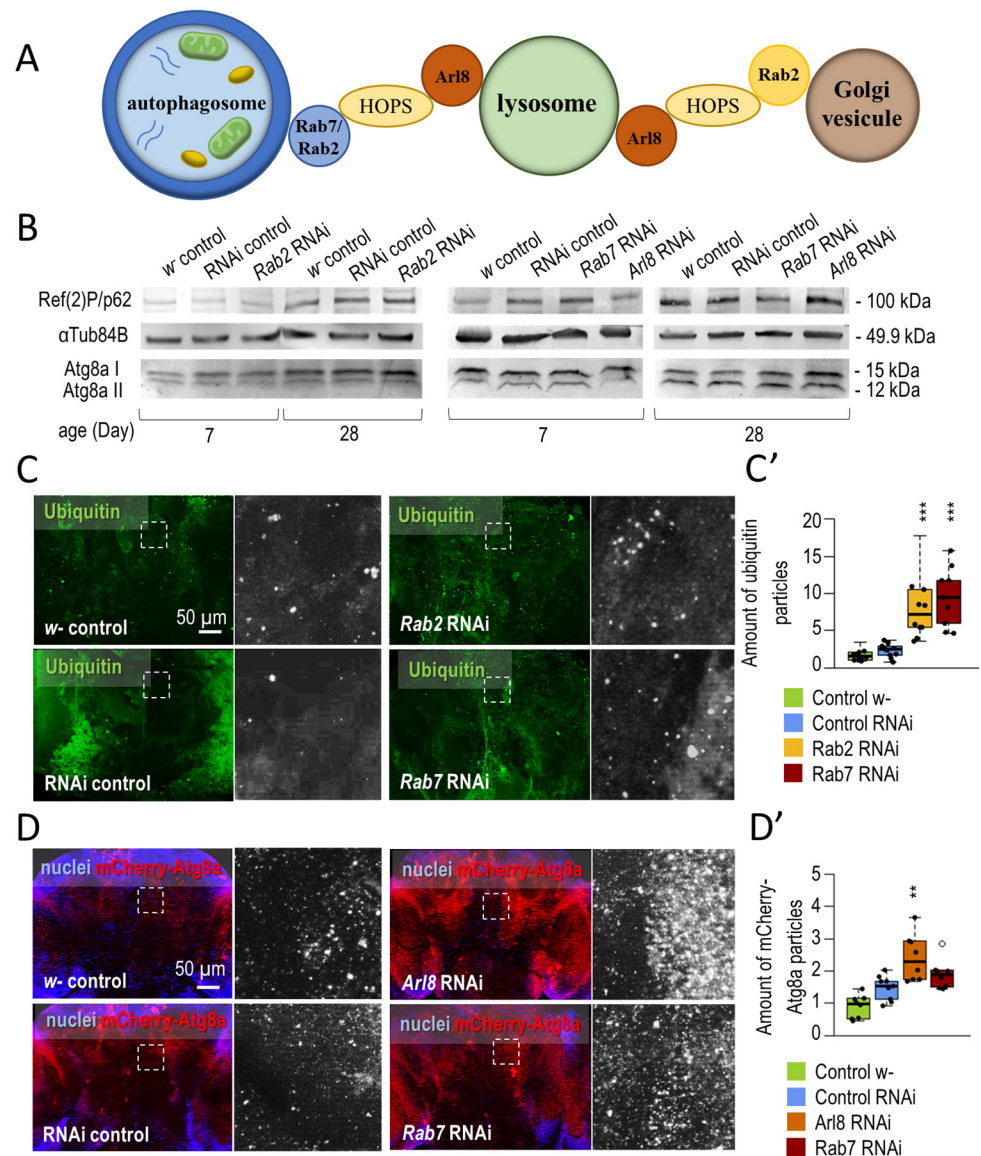 A
autophagosome
Rab7/
Rab2
HOPS
Arl8
lysosome
Arl8
HOPS
Rab2
Golgi
vesicule
B
w- control
RNAi control
Rab2 RNAi
w- control
RNAi control
Rab2 RNAi
w control
RNAi control
Rab7 RNAi
Arl8 RNAi
w control
RNAi control
Rab7 RNAi
Arl8 RNAi
Ref(2)P/p62
- 100 kDa
αTub84B
- 49.9 kDa
Atg8a I
- 15 kDa
Atg8a II
- 12 kDa
age (Day)
7
28
7
28
C
Ubiquitin
50 µm
w- control
Ubiquitin
Rab2 RNAi
Ubiquitin
RNAi control
Ubiquitin
Rab7 RNAi
C'
Amount of ubiquitin
particles
20
15
10
5
0
***
***
Control w-
Control RNAi
Rab2 RNAi
Rab7 RNAi
D
nuclei mCherry-Atg8a
50 µm
w- control
nuclei mCherry-Atg8a
Arl8 RNAi
nuclei mCherry-Atg8a
RNAi control
nuclei mCherry-Atg8a
Rab7 RNAi
D'
Amount of mCherry-
Atg8a particles
5
4
3
2
1
0
**
Control w-
Control RNAi
Arl8 RNAi
Rab7 RNAi